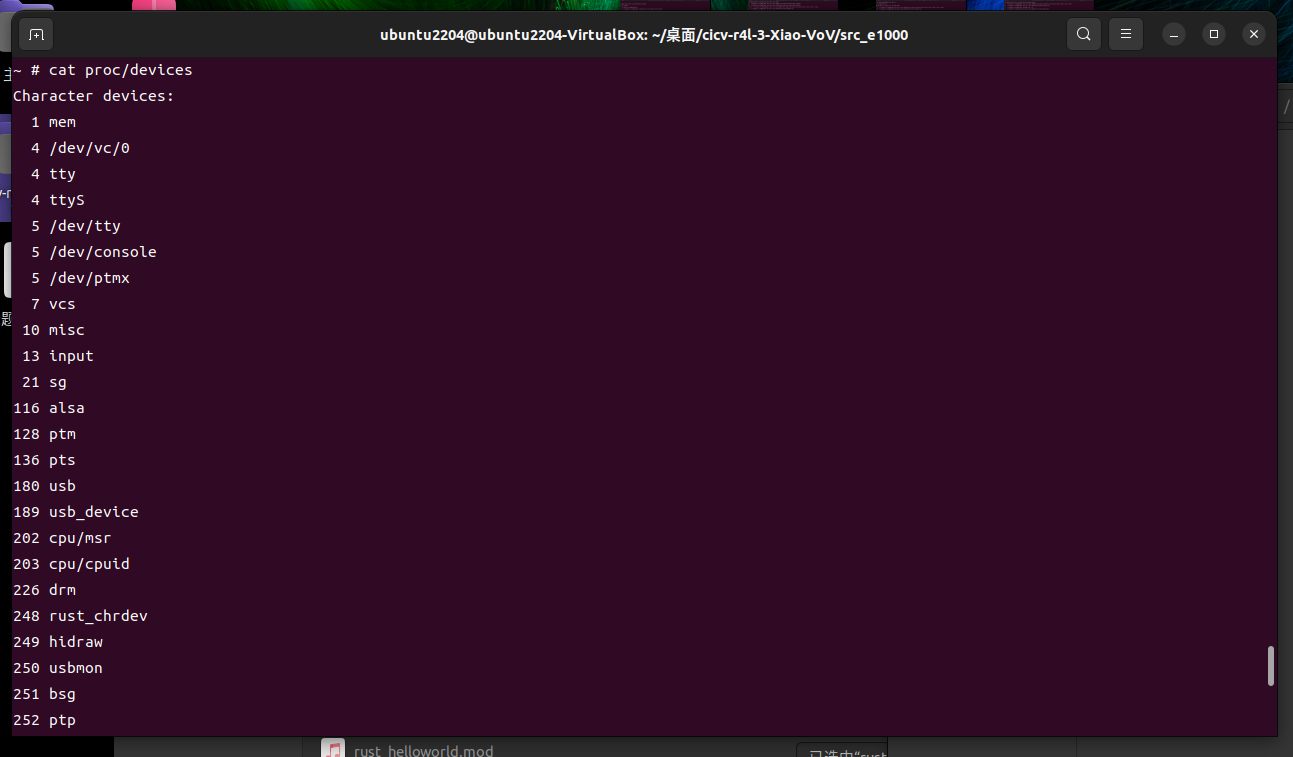 ubuntu2204@ubuntu2204-VirtualBox: ~/桌面/cicv-r4l-3-Xiao-VoV/src_e1000
~ # cat proc/devices
Character devices:
  1 mem
  4 /dev/vc/0
  4 tty
  4 ttyS
  5 /dev/tty
  5 /dev/console
  5 /dev/ptmx
  7 vcs
 10 misc
 13 input
 21 sg
116 alsa
128 ptm
136 pts
180 usb
189 usb_device
202 cpu/msr
203 cpu/cpuid
226 drm
248 rust_chrdev
249 hidraw
250 usbmon
251 bsg
252 ptp
rust_helloworld.mod
已选中“rust